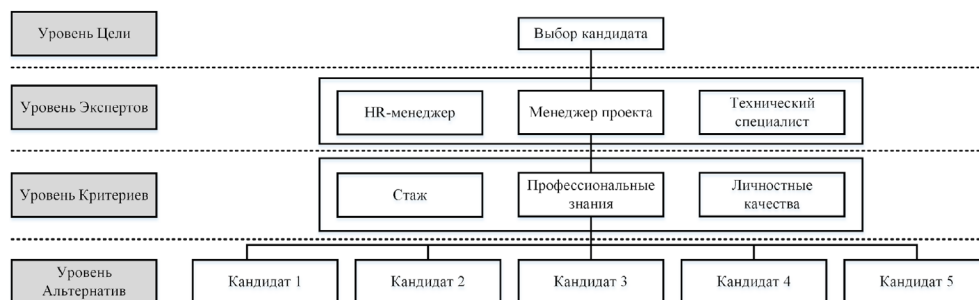 Уровень Цели
Выбор кандидата
Уровень Экспертов
HR-менеджер
Менеджер проекта
Технический
специалист
Уровень Критериев
Стаж
Профессиональные
знания
Личностные
качества
Уровень
Альтернатив
Кандидат 1
Кандидат 2
Кандидат 3
Кандидат 4
Кандидат 5